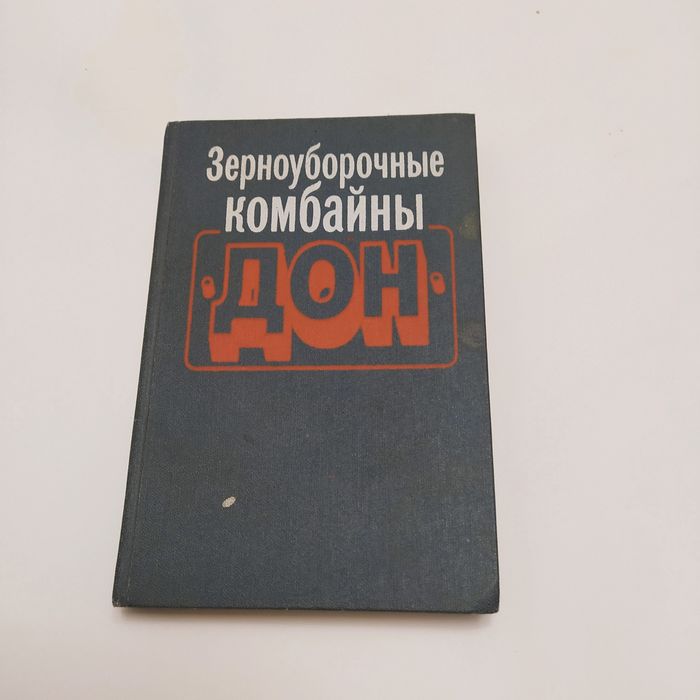 Зерноуборочные
комбайны
ДОН